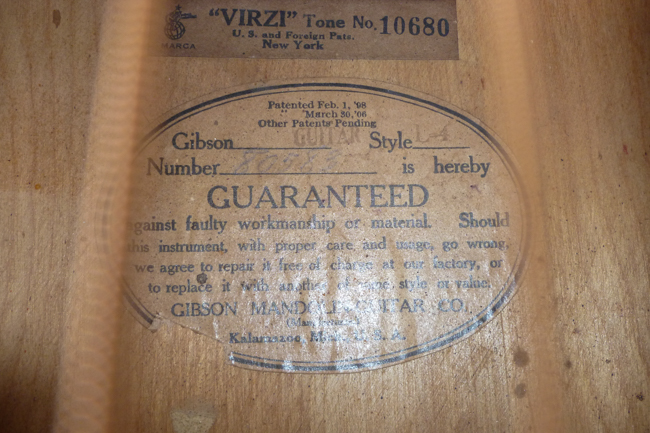 MARCA
"VIRZI" Tone No. 10680
U. S. and Foreign Pats.
New York
Patented Feb. 1, '98
" March 30, '06
Other Patents Pending
Gibson GUITAR Style L-4
Number is hereby
GUARANTEED
against faulty workmanship or material. Should
this instrument, with proper care and usage, go wrong,
we agree to repair it free of charge at our factory, or
to replace it with another of same style or value.
GIBSON MANDOLIN-GUITAR CO.,
Kalamazoo, Mich., U. S. A.